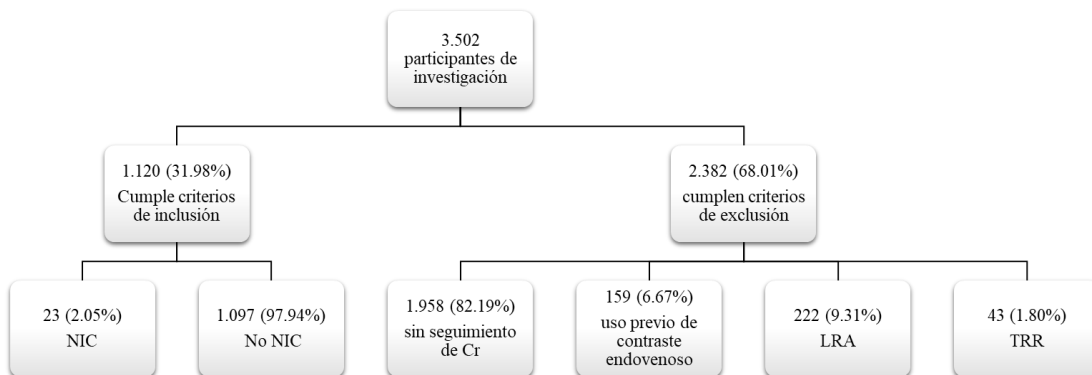 3.502
participantes de
investigación
1.120 (31.98%)
Cumple criterios
de inclusión
2.382 (68.01%)
cumplen criterios
de exclusión
23 (2.05%)
NIC
1.097 (97.94%)
No NIC
1.958 (82.19%)
sin seguimiento
de Cr
159 (6.67%)
uso previo de
contraste
endovenoso
222 (9.31%)
LRA
43 (1.80%)
TRR